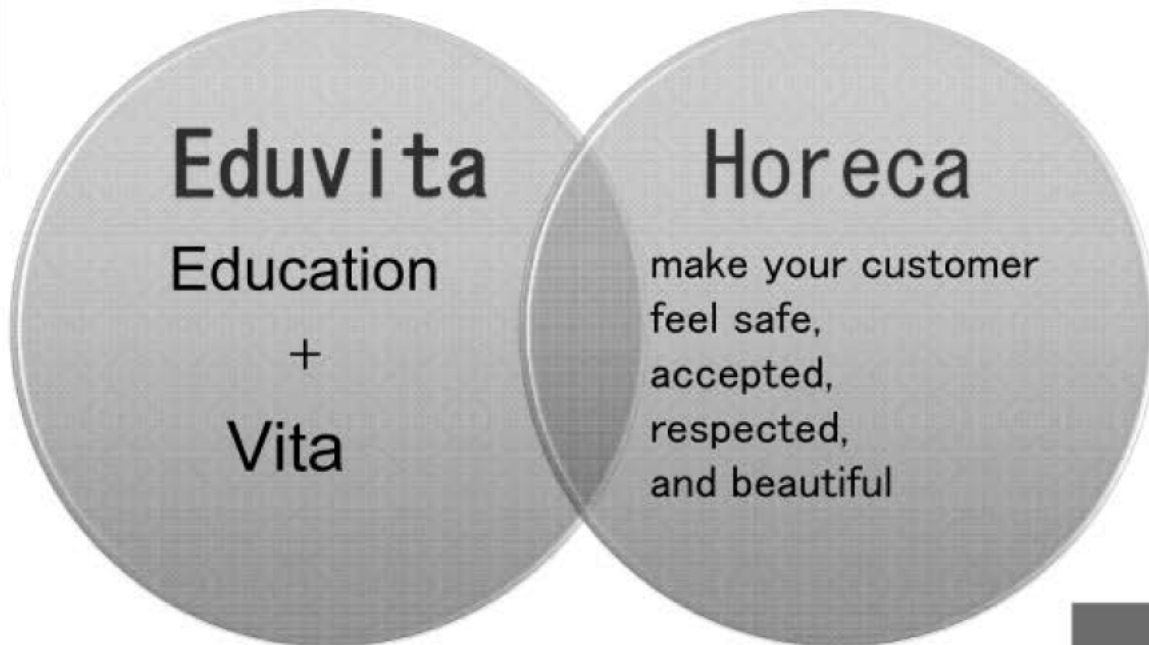 Eduvita
Education
+
Vita
Horeca
make your customer
feel safe,
accepted,
respected,
and beautiful